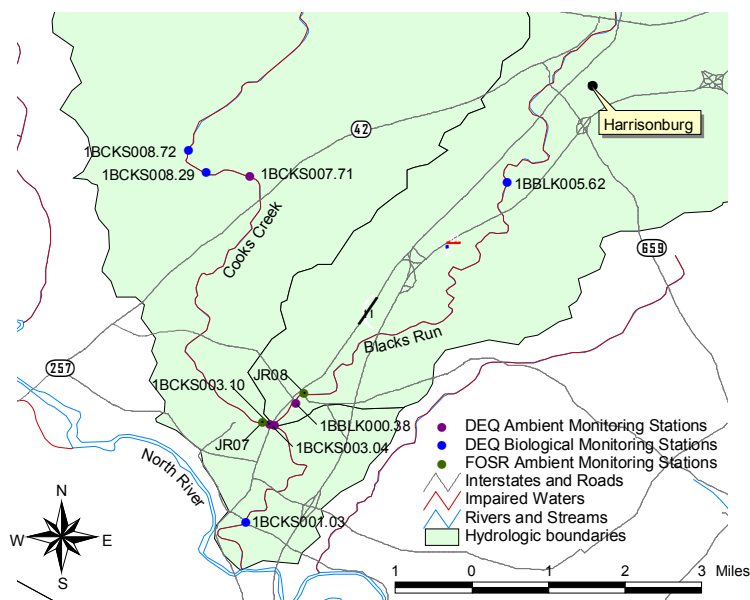 42
Harrisonburg
1BCKS008.72
1BCKS008.29
1BCKS007.71
1BBLK005.62
Cooks Creek
659
Blacks Run
257
1BCKS003.10
JR08
1BBLK000.38
JR07
1BCKS003.04
North River
1BCKS001.03
DEQ Ambient Monitoring Stations
DEQ Biological Monitoring Stations
FOSR Ambient Monitoring Stations
Interstates and Roads
Impaired Waters
Rivers and Streams
Hydrologic boundaries
N
W E
S
1 0 1 2 3 Miles